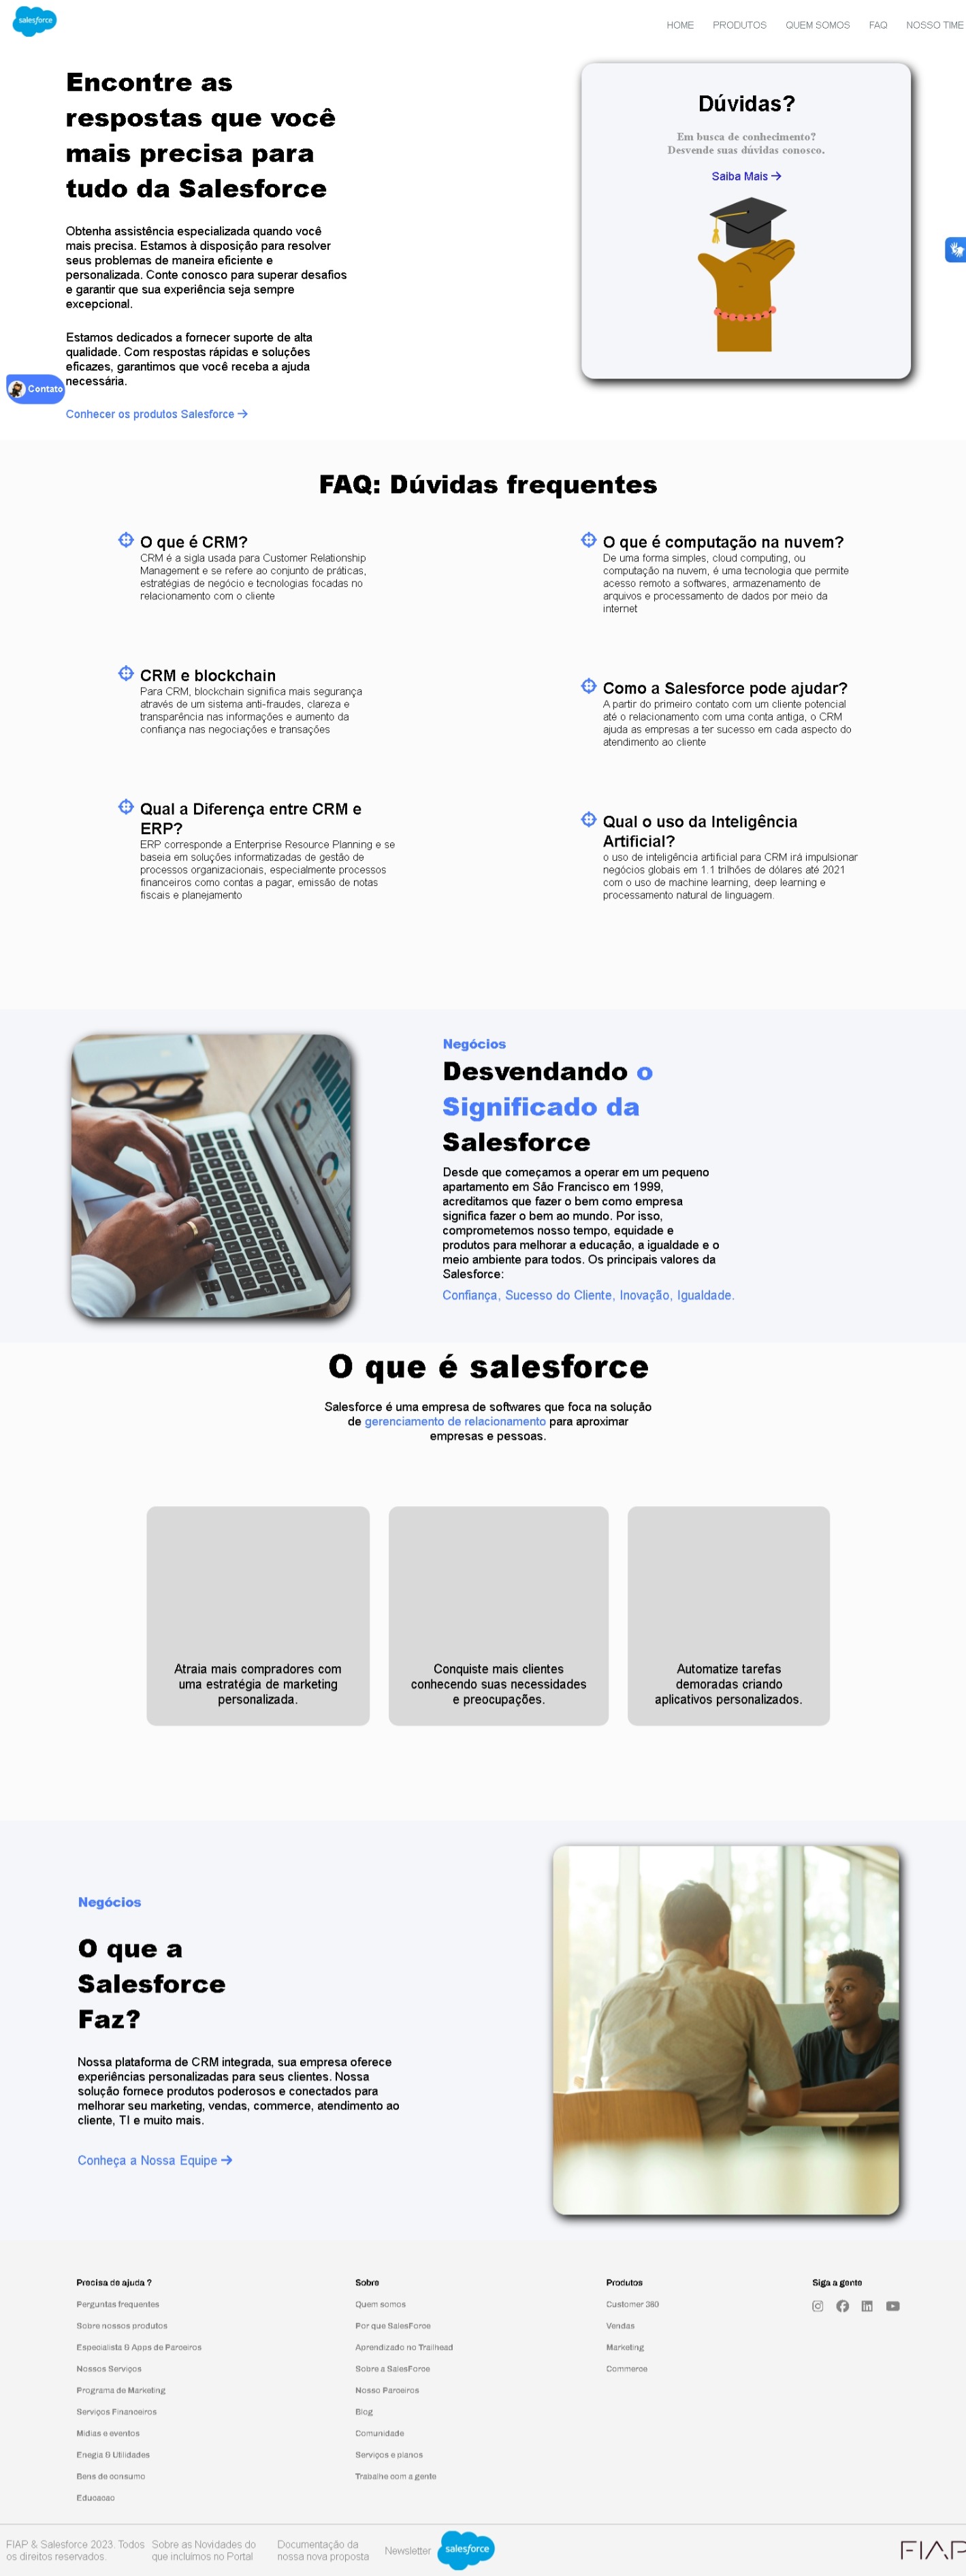 salesforce
HOME PRODUTOS QUEM SOMOS FAQ NOSSO TIME
Encontre as
respostas que você
mais precisa para
tudo da Salesforce
Obtenha assistência especializada quando você
mais precisa. Estamos à disposição para resolver
seus problemas de maneira eficiente e
personalizada. Conte conosco para superar desafios
e garantir que sua experiência seja sempre
excepcional.
Estamos dedicados a fornecer suporte de alta
qualidade. Com respostas rápidas e soluções
eficazes, garantimos que você receba a ajuda
necessária.
Contato
Conhecer os produtos Salesforce →
Dúvidas?
Em busca de conhecimento?
Desvende suas dúvidas conosco.
Saiba Mais →
FAQ: Dúvidas frequentes
O que é CRM?
CRM é a sigla usada para Customer Relationship
Management e se refere ao conjunto de práticas,
estratégias de negócio e tecnologias focadas no
relacionamento com o cliente
CRM e blockchain
Para CRM, blockchain significa mais segurança
através de um sistema anti-fraudes, clareza e
transparência nas informações e aumento da
confiança nas negociações e transações
Qual a Diferença entre CRM e
ERP?
ERP corresponde a Enterprise Resource Planning e se
baseia em soluções informatizadas de gestão de
processos organizacionais, especialmente processos
financeiros como contas a pagar, emissão de notas
fiscais e planejamento
O que é computação na nuvem?
De uma forma simples, cloud computing, ou
computação na nuvem, é uma tecnologia que permite
acesso remoto a softwares, armazenamento de
arquivos e processamento de dados por meio da
internet
Como a Salesforce pode ajudar?
A partir do primeiro contato com um cliente potencial
até o relacionamento com uma conta antiga, o CRM
ajuda as empresas a ter sucesso em cada aspecto do
atendimento ao cliente
Qual o uso da Inteligência
Artificial?
o uso de inteligência artificial para CRM irá impulsionar
negócios globais em 1.1 trilhões de dólares até 2021
com o uso de machine learning, deep learning e
processamento natural de linguagem.
Negócios
Desvendando o
Significado da
Salesforce
Desde que começamos a operar em um pequeno
apartamento em São Francisco em 1999,
acreditamos que fazer o bem como empresa
significa fazer o bem ao mundo. Por isso,
comprometemos nosso tempo, equidade e
produtos para melhorar a educação, a igualdade e o
meio ambiente para todos. Os principais valores da
Salesforce:
Confiança, Sucesso do Cliente, Inovação, Igualdade.
O que é salesforce
Salesforce é uma empresa de softwares que foca na solução
de gerenciamento de relacionamento para aproximar
empresas e pessoas.
Atraia mais compradores com
uma estratégia de marketing
personalizada.
Conquiste mais clientes
conhecendo suas necessidades
e preocupações.
Automatize tarefas
demoradas criando
aplicativos personalizados.
Negócios
O que a
Salesforce
Faz?
Nossa plataforma de CRM integrada, sua empresa oferece
experiências personalizadas para seus clientes. Nossa
solução fornece produtos poderosos e conectados para
melhorar seu marketing, vendas, commerce, atendimento ao
cliente, TI e muito mais.
Conheça a Nossa Equipe →
Precisa de ajuda ?
Perguntas frequentes
Sobre nossos produtos
Especialista & Apps de Parceiros
Nossos Serviços
Programa de Marketing
Serviços Financeiros
Mídias e eventos
Enegia & Utilidades
Bens de consumo
Educacao
Sobre
Quem somos
Por que SalesForce
Aprendizado no Trailhead
Sobre a SalesForce
Nosso Parceiros
Blog
Comunidade
Serviços e planos
Trabalhe com a gente
Produtos
Customer 360
Vendas
Marketing
Commerce
Siga a gente
FIAP & Salesforce 2023. Todos
os direitos reservados.
Sobre as Novidades do
que incluímos no Portal
Documentação da
nossa nova proposta
Newsletter
salesforce
FIAP